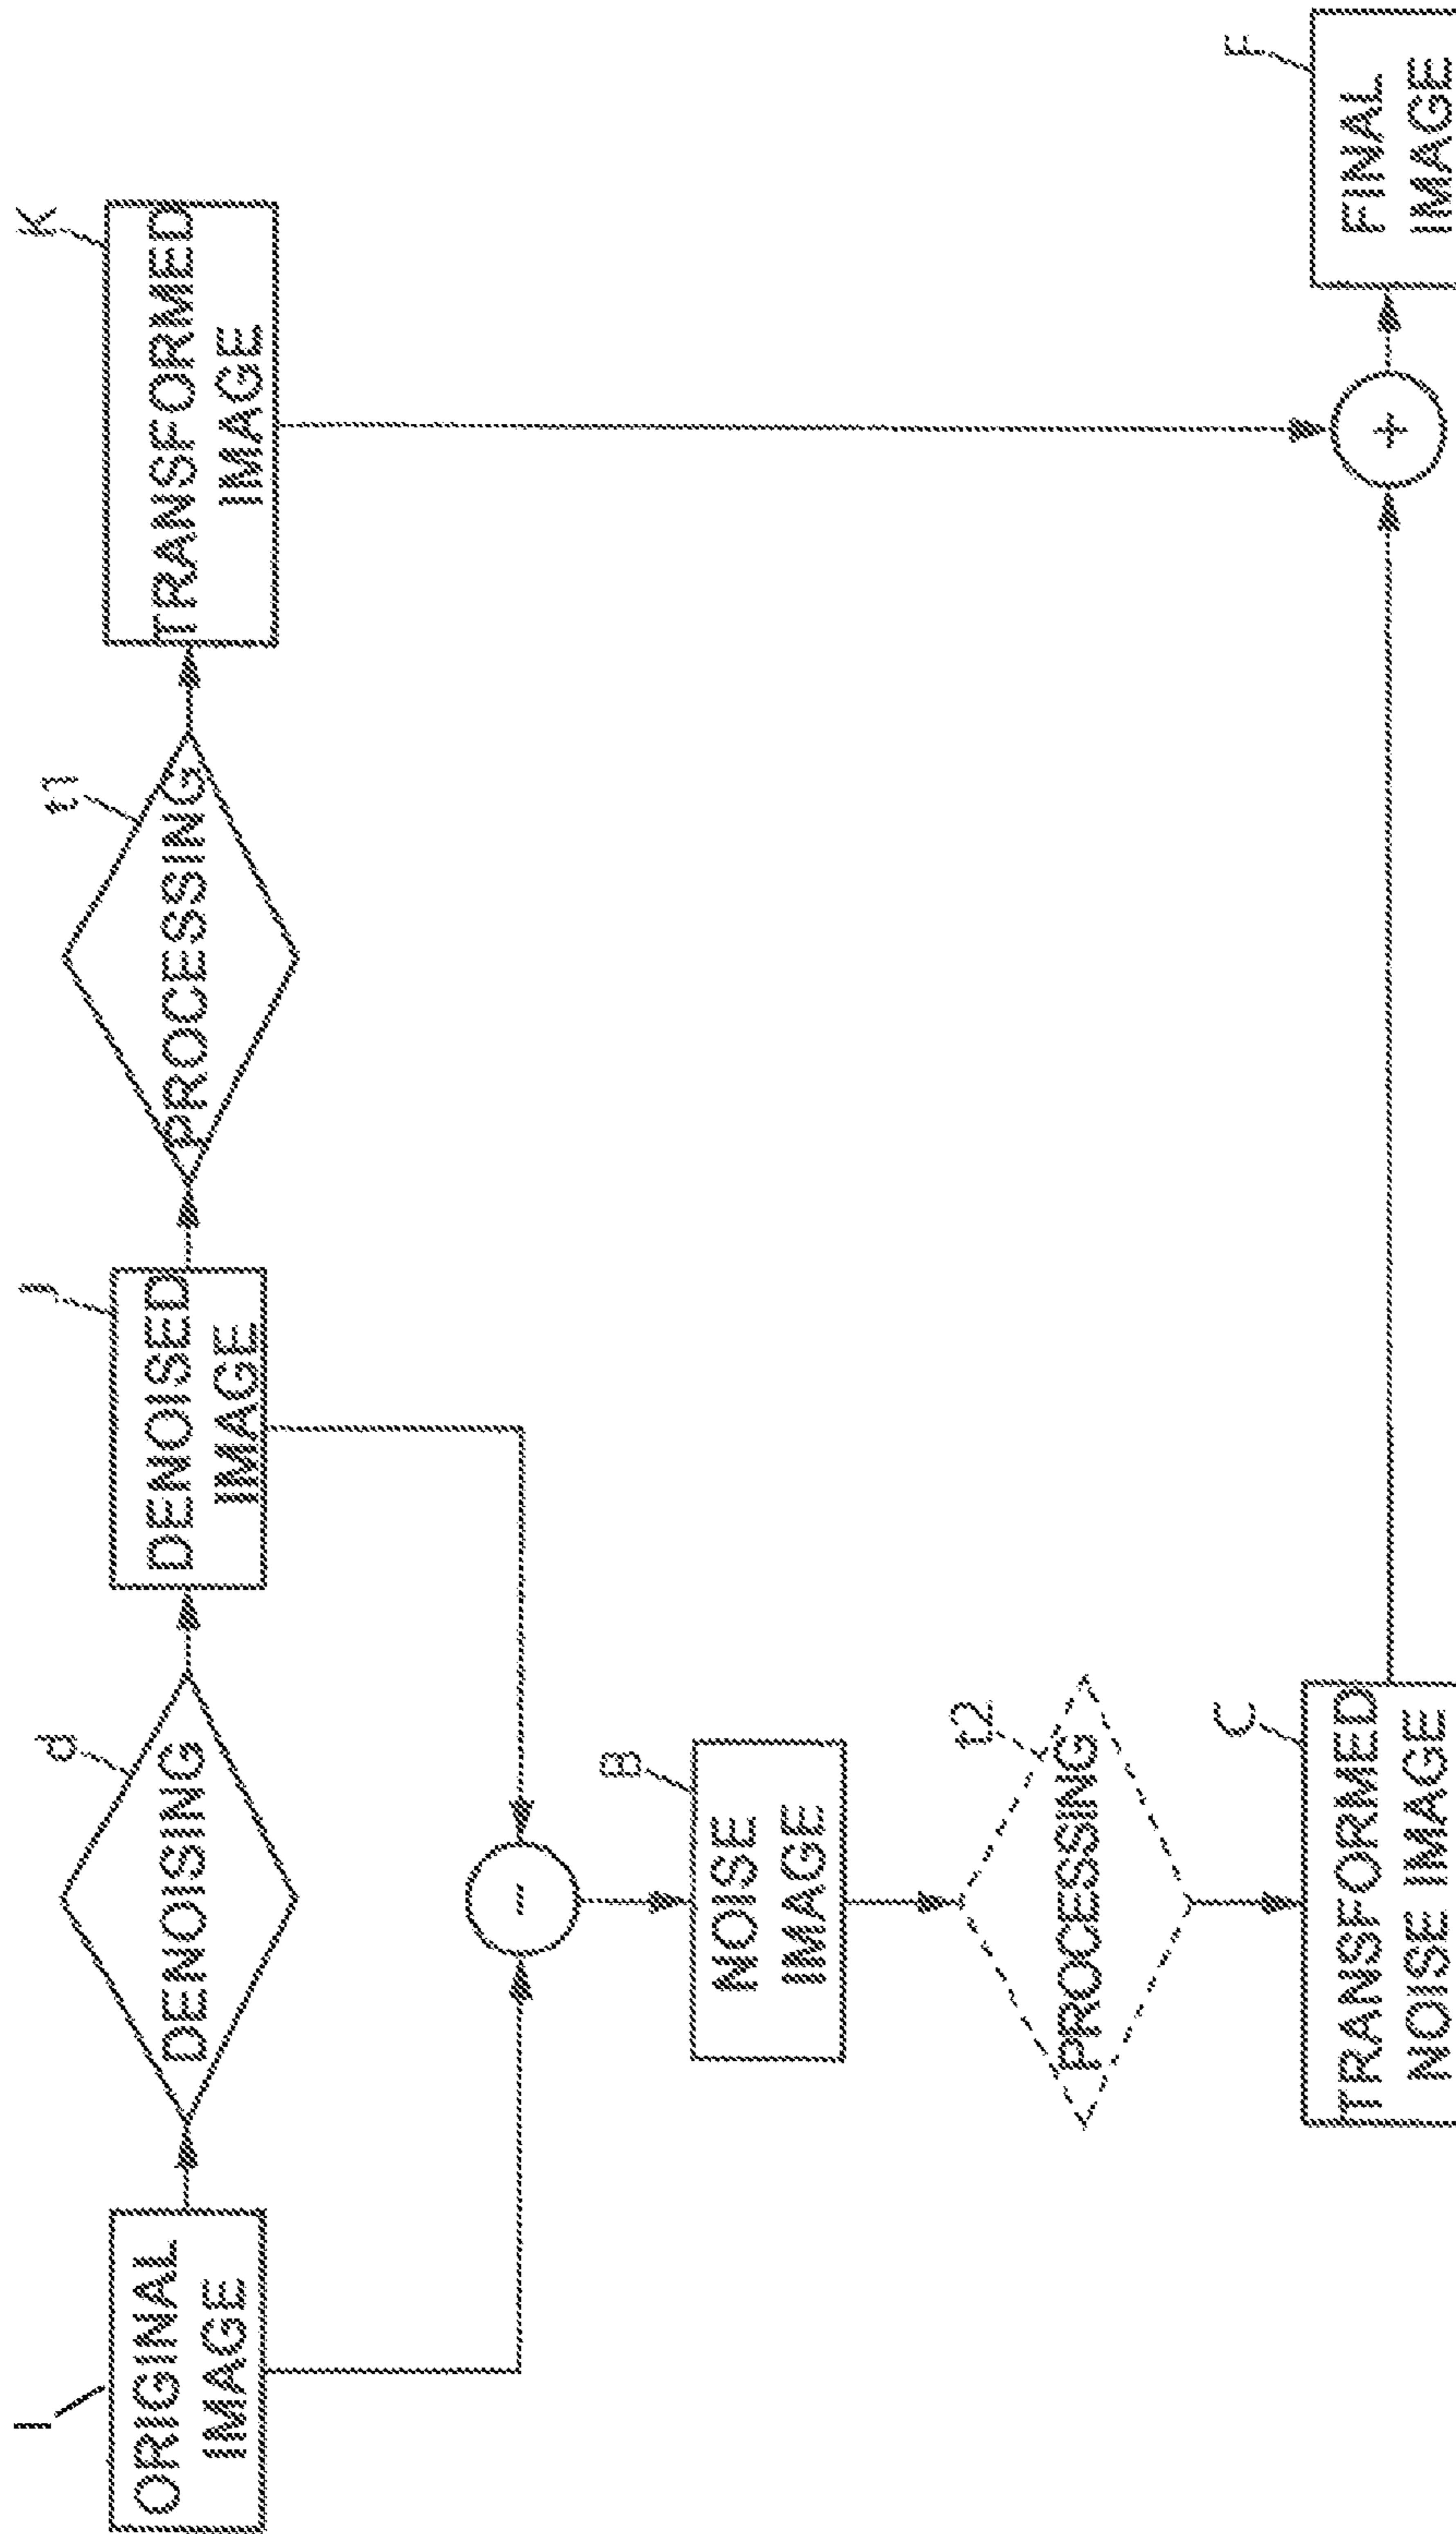 I
ORIGINAL
IMAGE
d
DENOISING
J
DENOISED
IMAGE
t1
PROCESSING
K
TRANSFORMED
IMAGE
-
B
NOISE
IMAGE
t2
PROCESSING
C
TRANSFORMED
NOISE IMAGE
+
F
FINAL
IMAGE